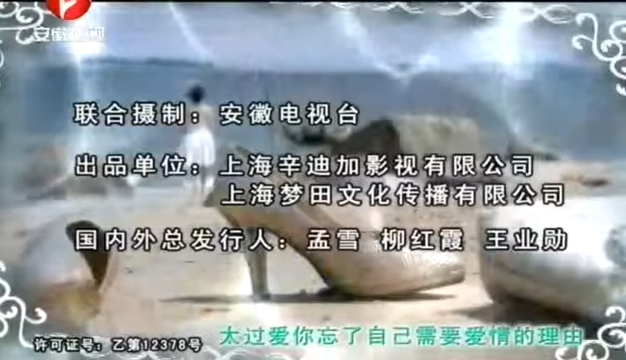 安徽卫视
联合摄制：安徽电视台
出品单位：上海辛迪加影视有限公司
上海梦田文化传播有限公司
国内外总发行人：孟雪 柳红霞 王业勋
许可证号：乙第12378号
太过爱你忘了自己需要爱情的理由